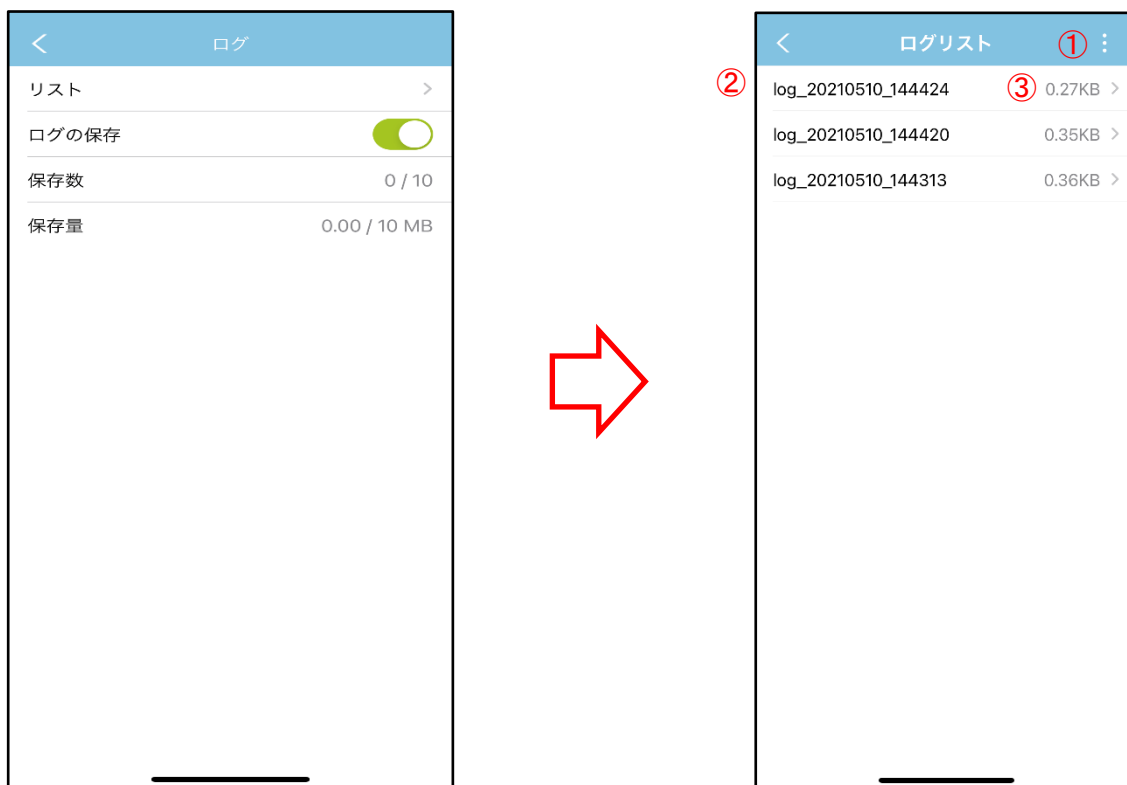 ログ
リスト
ログの保存
保存数 0 / 10
保存量 0.00 / 10 MB
ログリスト ①
② log_20210510_144424 ③ 0.27KB
log_20210510_144420 0.35KB
log_20210510_144313 0.36KB